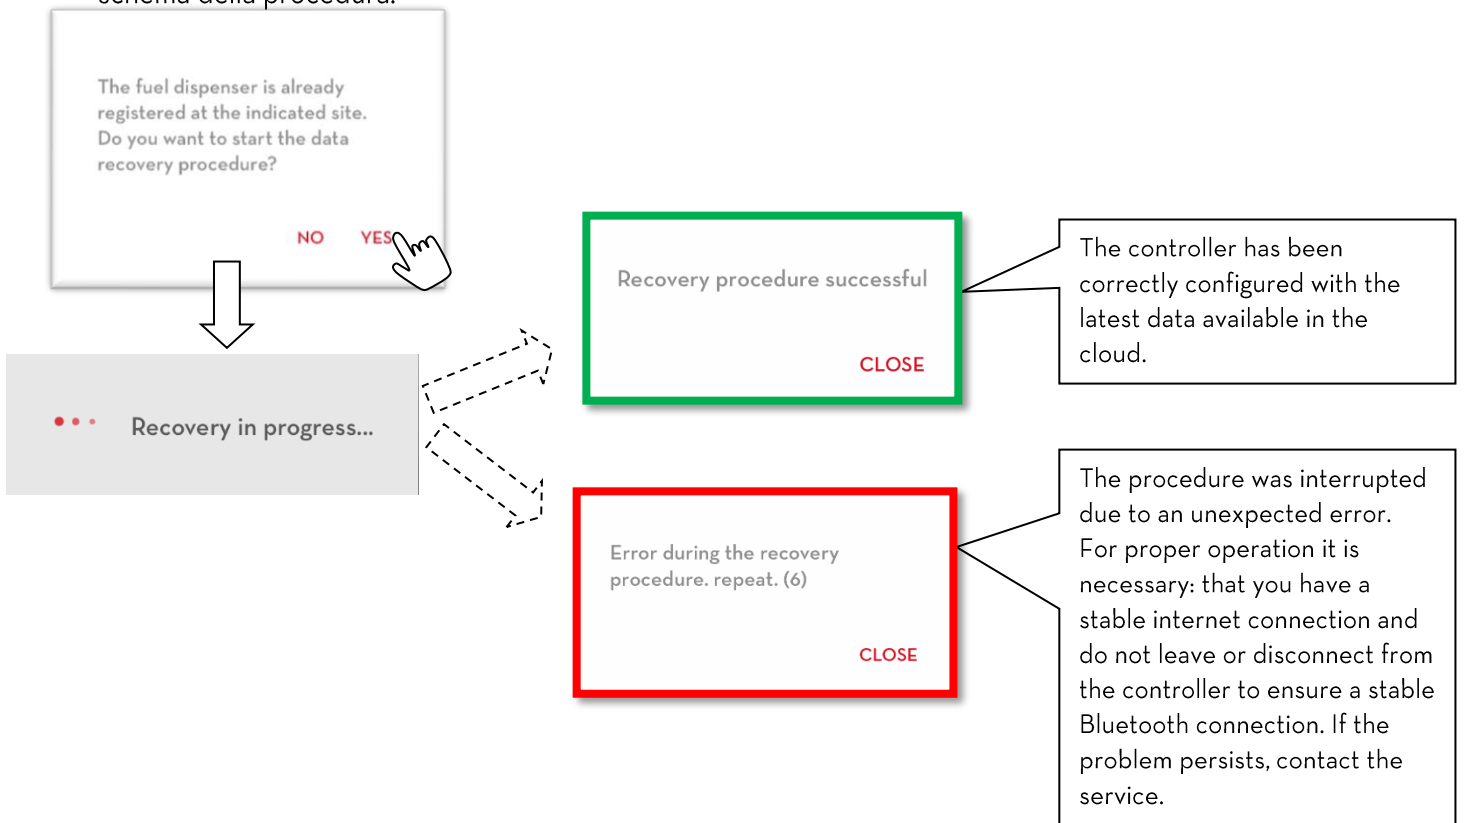 schema della procedura.
The fuel dispenser is already
registered at the indicated site.
Do you want to start the data
recovery procedure?
NO YES
Recovery in progress...
Recovery procedure successful
CLOSE
The controller has been
correctly configured with the
latest data available in the
cloud.
Error during the recovery
procedure. repeat. (6)
CLOSE
The procedure was interrupted
due to an unexpected error.
For proper operation it is
necessary: that you have a
stable internet connection and
do not leave or disconnect from
the controller to ensure a stable
Bluetooth connection. If the
problem persists, contact the
service.